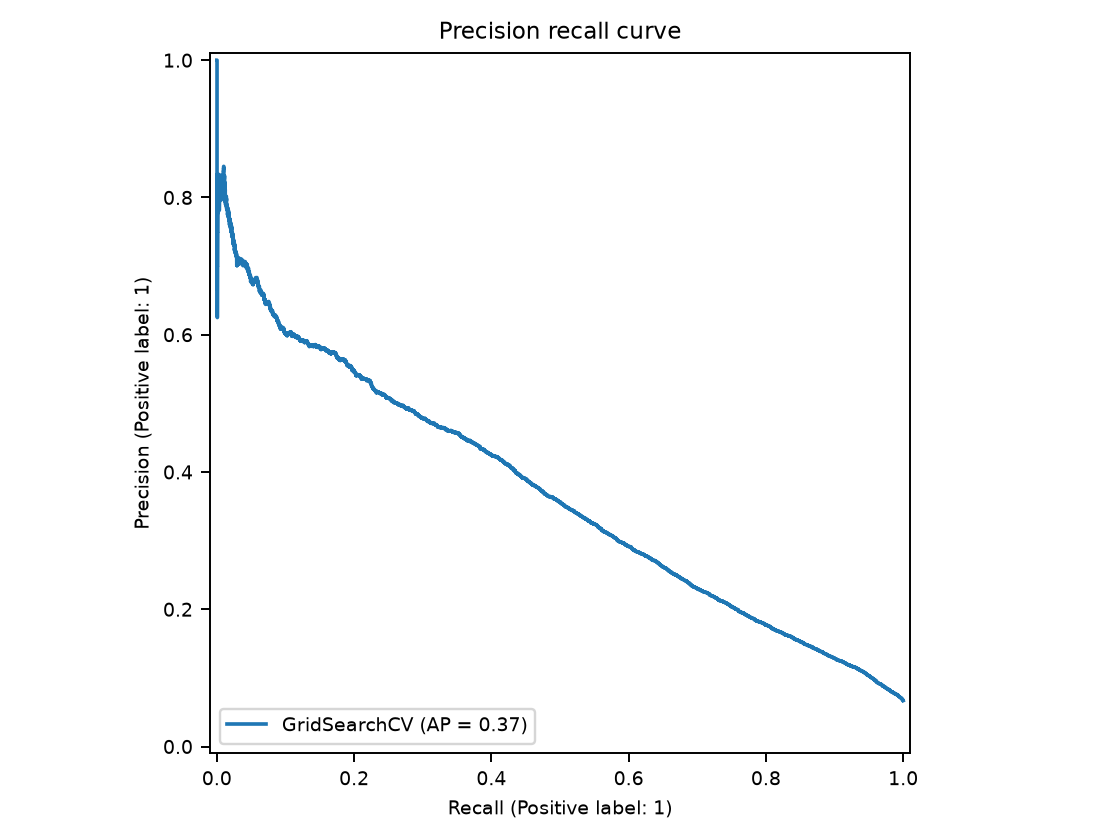 Precision recall curve
1.0
0.8
0.6
0.4
0.2
0.0
Precision (Positive label: 1)
GridSearchCV (AP = 0.37)
0.0 0.2 0.4 0.6 0.8 1.0
Recall (Positive label: 1)